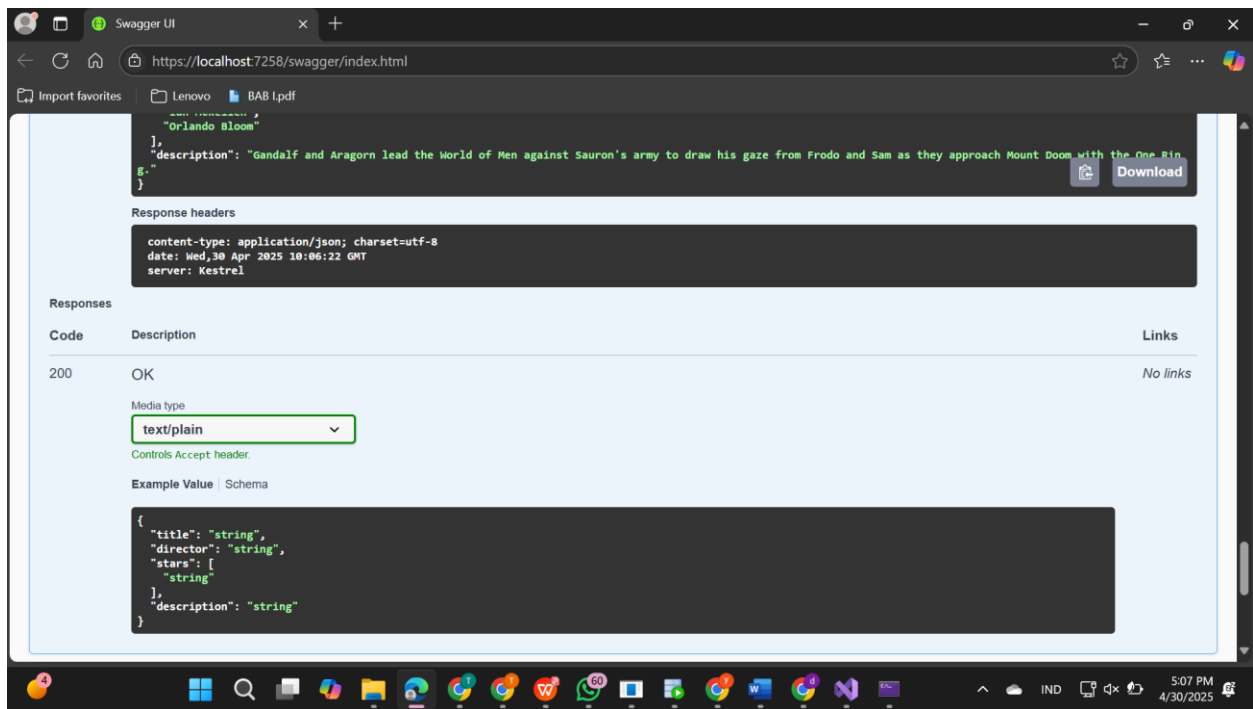 Swagger UI
https://localhost:7258/swagger/index.html
Import favorites
Lenovo
BAB I.pdf
"Orlando Bloom"
],
"description": "Gandalf and Aragorn lead the World of Men against Sauron's army to draw his gaze from Frodo and Sam as they approach Mount Doom with the One Rin
g."
}
Download
Response headers
content-type: application/json; charset=utf-8
date: Wed,30 Apr 2025 10:06:22 GMT
server: Kestrel
Responses
Code Description Links
200 OK No links
Media type
text/plain
Controls Accept header.
Example Value Schema
{
"title": "string",
"director": "string",
"stars": [
"string"
],
"description": "string"
}
4
60
IND
5:07 PM
4/30/2025